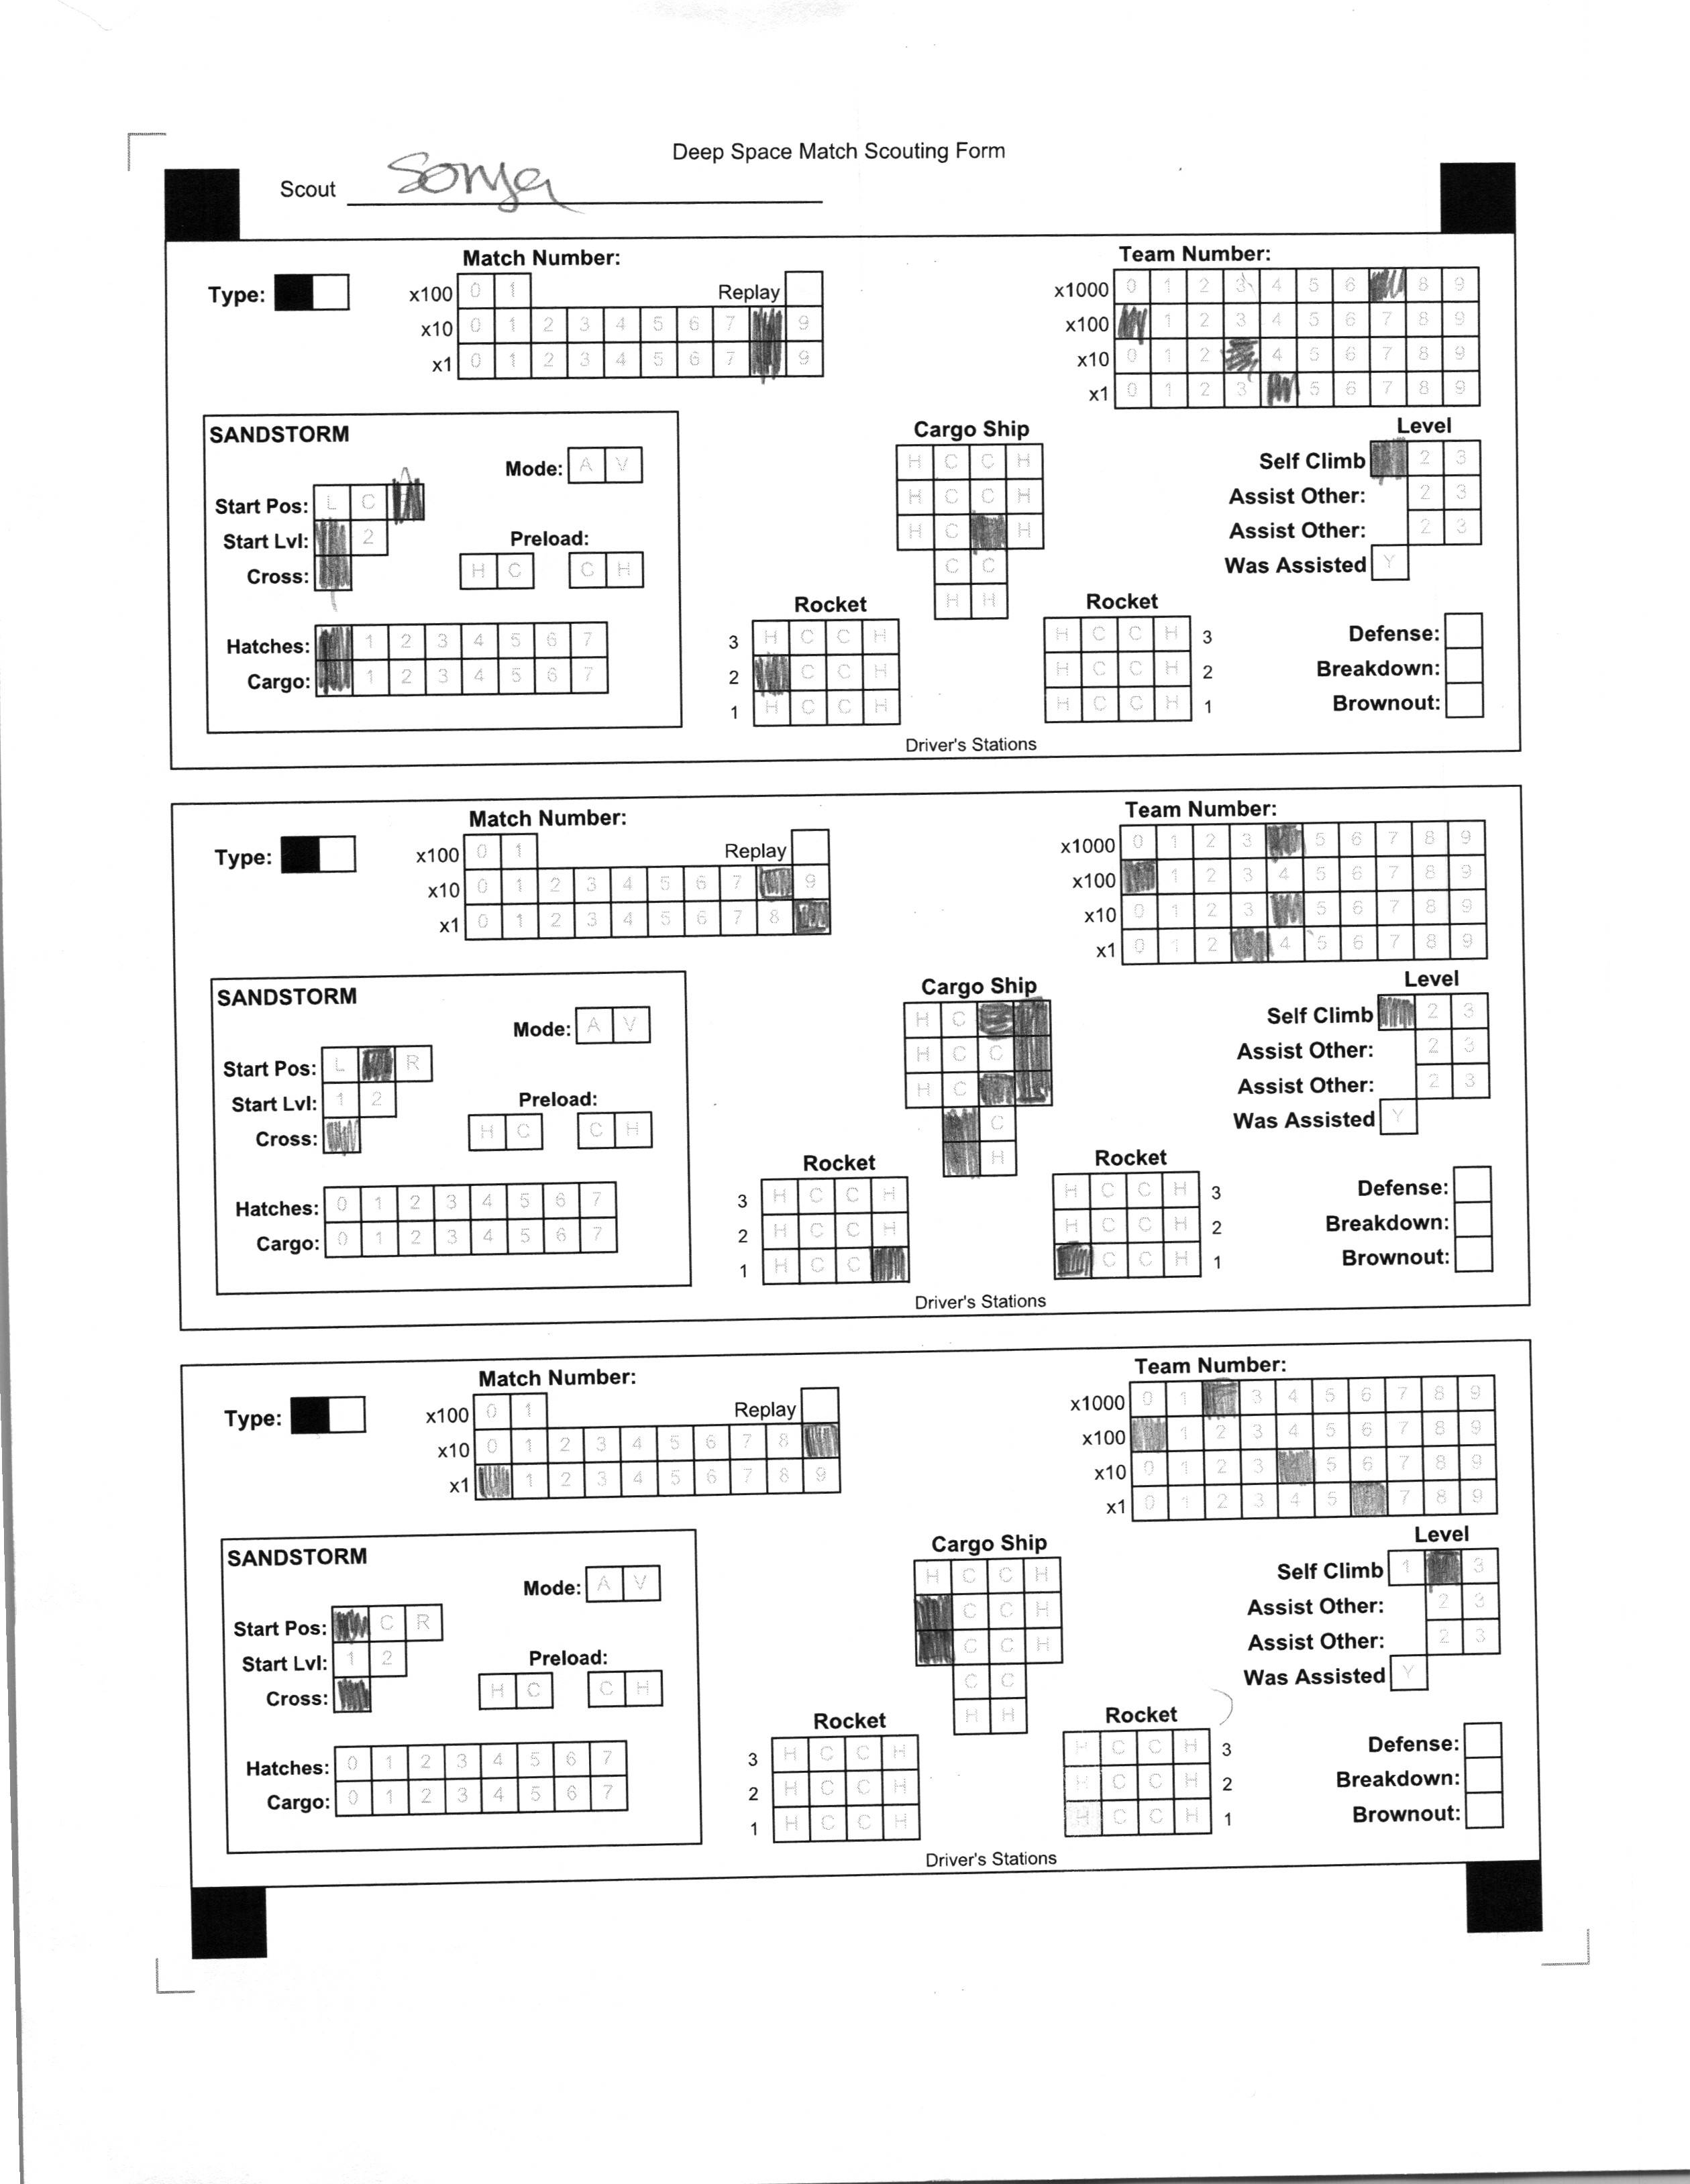 Deep Space Match Scouting Form
Scout Sonya
Match Number:
Team Number:
Type:
x100 0 1 Replay
x10 0 1 2 3 4 5 6 7 9
x1 0 1 2 3 4 5 6 7 9
x1000 0 1 2 3 4 5 6 8 9
x100 1 2 3 4 5 6 7 8 9
x10 0 1 2 4 5 6 7 8 9
x1 0 1 2 3 5 6 7 8 9
SANDSTORM
Mode: A V
Start Pos: L C
Start Lvl: 2
Cross:
Preload:
H C C H
Hatches: 1 2 3 4 5 6 7
Cargo: 1 2 3 4 5 6 7
Cargo Ship
H C C H
H C C H
H C H
C C
H H
Level
Self Climb 2 3
Assist Other: 2 3
Assist Other: 2 3
Was Assisted Y
Rocket
3 H C C H
2 C C H
1 H C C H
Rocket
H C C H 3
H C C H 2
H C C H 1
Defense:
Breakdown:
Brownout:
Driver's Stations
Match Number:
Team Number:
Type:
x100 0 1 Replay
x10 0 1 2 3 4 5 6 7 9
x1 0 1 2 3 4 5 6 7 8
x1000 0 1 2 3 5 6 7 8 9
x100 1 2 3 4 5 6 7 8 9
x10 0 1 2 3 5 6 7 8 9
x1 0 1 2 4 5 6 7 8 9
SANDSTORM
Mode: A V
Start Pos: L R
Start Lvl: 1 2
Cross:
Preload:
H C C H
Hatches: 0 1 2 3 4 5 6 7
Cargo: 0 1 2 3 4 5 6 7
Cargo Ship
H C
H C C
H C
C
H
Level
Self Climb 2 3
Assist Other: 2 3
Assist Other: 2 3
Was Assisted Y
Rocket
3 H C C H
2 H C C H
1 H C C
Rocket
H C C H 3
H C C H 2
C C H 1
Defense:
Breakdown:
Brownout:
Driver's Stations
Match Number:
Team Number:
Type:
x100 0 1 Replay
x10 0 1 2 3 4 5 6 7 8
x1 1 2 3 4 5 6 7 8 9
x1000 0 1 3 4 5 6 7 8 9
x100 1 2 3 4 5 6 7 8 9
x10 0 1 2 3 5 6 7 8 9
x1 0 1 2 3 4 5 7 8 9
SANDSTORM
Mode: A V
Start Pos: C R
Start Lvl: 1 2
Cross:
Preload:
H C C H
Hatches: 0 1 2 3 4 5 6 7
Cargo: 0 1 2 3 4 5 6 7
Cargo Ship
H C C H
C C H
C C H
C C
H H
Level
Self Climb 1 3
Assist Other: 2 3
Assist Other: 2 3
Was Assisted Y
Rocket
3 H C C H
2 H C C H
1 H C C H
Rocket
H C C H 3
H C C H 2
H C C H 1
Defense:
Breakdown:
Brownout:
Driver's Stations